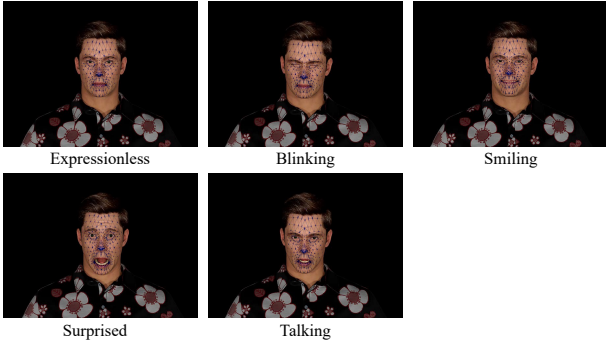 Expressionless
Blinking
Smiling
Surprised
Talking